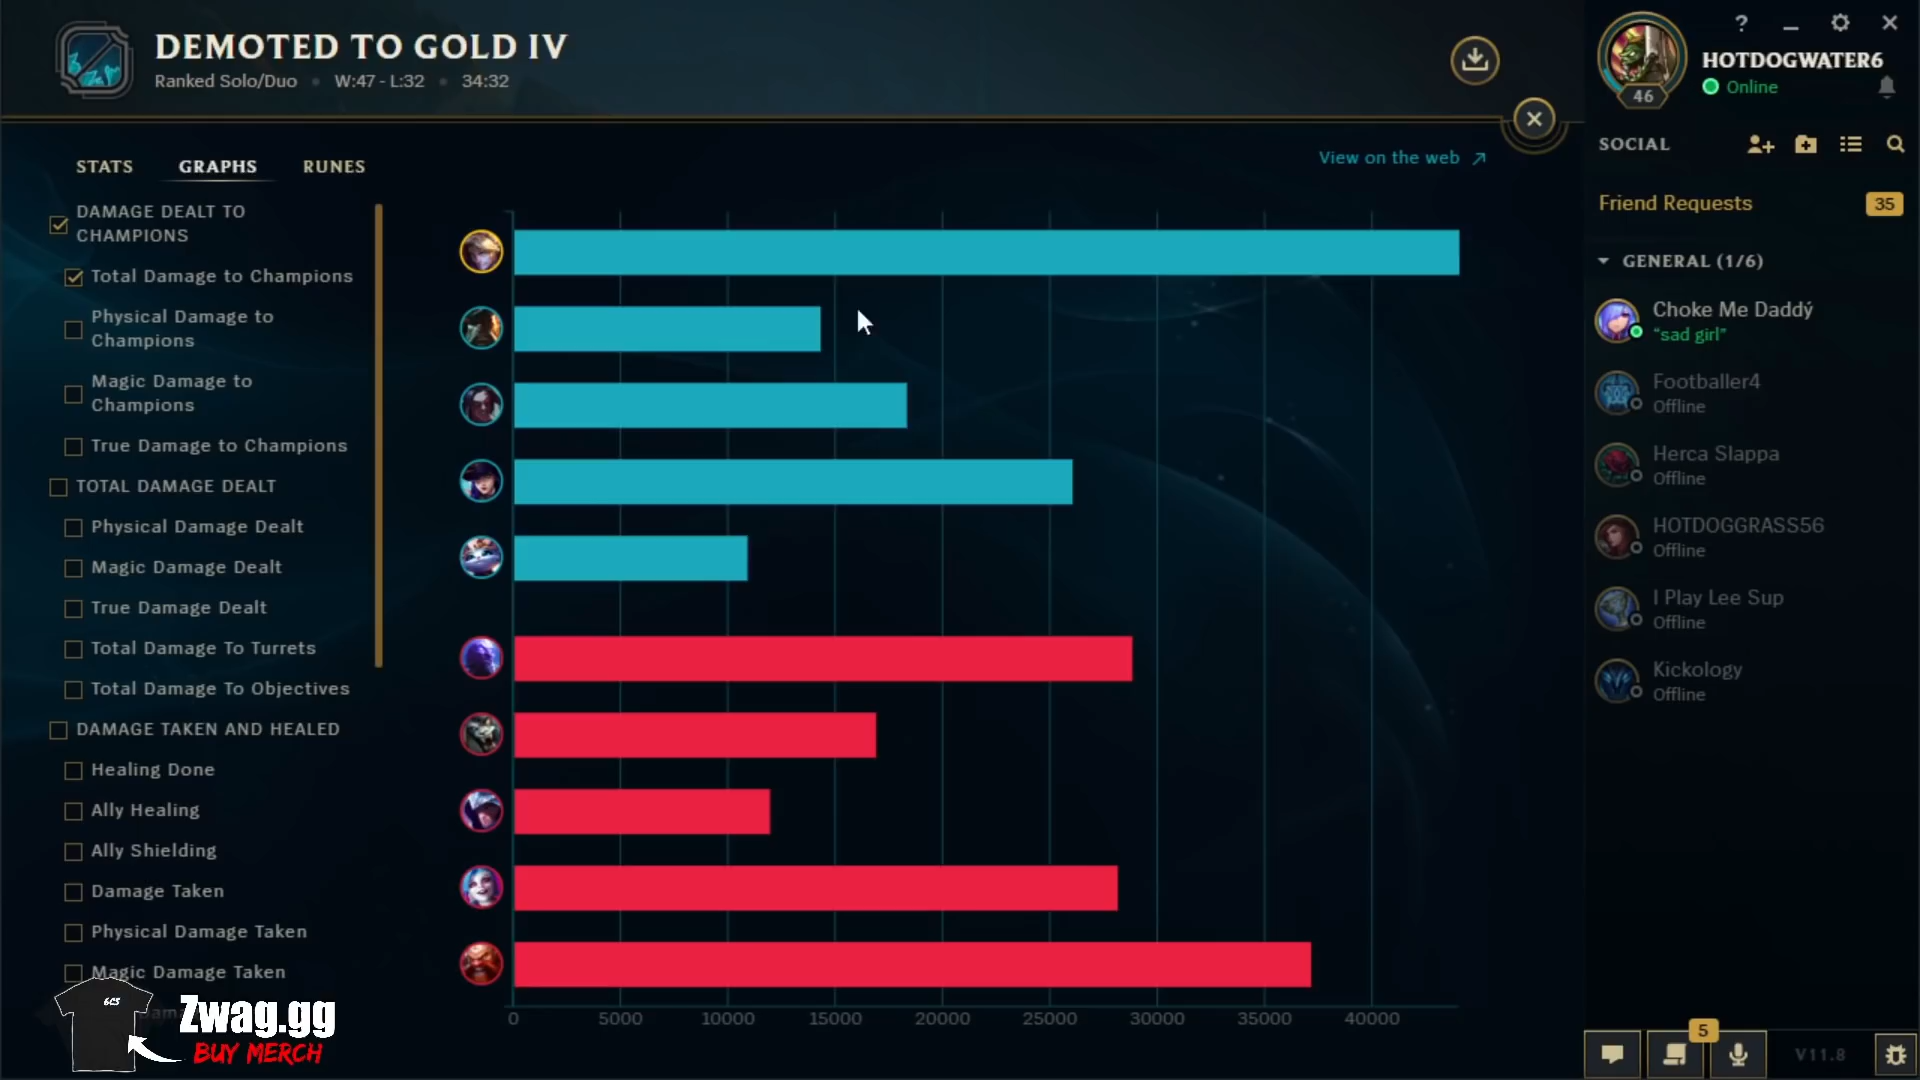 DEMOTED TO GOLD IV
Ranked Solo/Duo • W:47 - L:32 • 34:32
STATS GRAPHS RUNES
View on the web
DAMAGE DEALT TO
CHAMPIONS
Total Damage to Champions
Physical Damage to
Champions
Magic Damage to
Champions
True Damage to Champions
TOTAL DAMAGE DEALT
Physical Damage Dealt
Magic Damage Dealt
True Damage Dealt
Total Damage To Turrets
Total Damage To Objectives
DAMAGE TAKEN AND HEALED
Healing Done
Ally Healing
Ally Shielding
Damage Taken
Physical Damage Taken
Magic Damage Taken
Zwag.gg
BUY MERCH
0 5000 10000 15000 20000 25000 30000 35000 40000
?
HOTDOGWATER6
46
Online
SOCIAL
Friend Requests 35
GENERAL (1/6)
Choke Me Daddý
"sad girl"
Footballer4
Offline
Herca Slappa
Offline
HOTDOGGRASS56
Offline
I Play Lee Sup
Offline
Kickology
Offline
5
V11.8